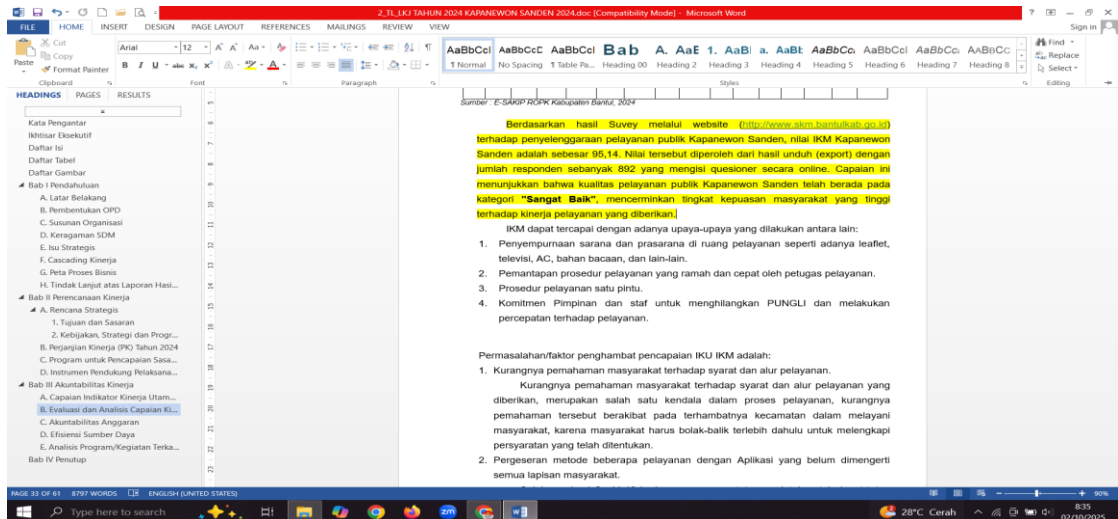 2_TL_LKJ TAHUN 2024 KAPANEWON SANDEN 2024.doc [Compatibility Mode] - Microsoft Word
FILE HOME INSERT DESIGN PAGE LAYOUT REFERENCES MAILINGS REVIEW VIEW Sign in
Cut
Copy
Format Painter
Paste
Clipboard
Arial 12
Font
Paragraph
AaBbCcI AaBbCcD AaBbCcI Bab A. AaE 1. AaBl a. AaBb AaBbCc AaBbCcI AaBbCc AaBbCc
¶ Normal No Spacing ¶ Table Pa... Heading 00 Heading 2 Heading 3 Heading 4 Heading 5 Heading 6 Heading 7 Heading 8
Styles
Find
Replace
Select
Editing
HEADINGS PAGES RESULTS
Kata Pengantar
Ikhtisar Eksekutif
Daftar Isi
Daftar Tabel
Daftar Gambar
Bab I Pendahuluan
A. Latar Belakang
B. Pembentukan OPD
C. Susunan Organisasi
D. Keragaman SDM
E. Isu Strategis
F. Cascading Kinerja
G. Peta Proses Bisnis
H. Tindak Lanjut atas Laporan Hasi...
Bab II Perencanaan Kinerja
A. Rencana Strategis
1. Tujuan dan Sasaran
2. Kebijakan, Strategi dan Progr...
B. Perjanjian Kinerja (PK) Tahun 2024
C. Program untuk Pencapaian Sasa...
D. Instrumen Pendukung Pelaksana...
Bab III Akuntabilitas Kinerja
A. Capaian Indikator Kinerja Utam...
B. Evaluasi dan Analisis Capaian Ki...
C. Akuntabilitas Anggaran
D. Efisiensi Sumber Daya
E. Analisis Program/Kegiatan Terka...
Bab IV Penutup
Sumber : E-SAKIP ROPK Kabupaten Bantul, 2024
Berdasarkan hasil Suvey melalui website (http://www.skm.bantulkab.go.id)
terhadap penyelenggaraan pelayanan publik Kapanewon Sanden, nilai IKM Kapanewon
Sanden adalah sebesar 95,14. Nilai tersebut diperoleh dari hasil unduh (export) dengan
jumlah responden sebanyak 892 yang mengisi quesioner secara online. Capaian ini
menunjukkan bahwa kualitas pelayanan publik Kapanewon Sanden telah berada pada
kategori "Sangat Baik", mencerminkan tingkat kepuasan masyarakat yang tinggi
terhadap kinerja pelayanan yang diberikan.
IKM dapat tercapai dengan adanya upaya-upaya yang dilakukan antara lain:
1. Penyempurnaan sarana dan prasarana di ruang pelayanan seperti adanya leaflet,
televisi, AC, bahan bacaan, dan lain-lain.
2. Pemantapan prosedur pelayanan yang ramah dan cepat oleh petugas pelayanan.
3. Prosedur pelayanan satu pintu.
4. Komitmen Pimpinan dan staf untuk menghilangkan PUNGLI dan melakukan
percepatan terhadap pelayanan.
Permasalahan/faktor penghambat pencapaian IKU IKM adalah:
1. Kurangnya pemahaman masyarakat terhadap syarat dan alur pelayanan.
Kurangnya pemahaman masyarakat terhadap syarat dan alur pelayanan yang
diberikan, merupakan salah satu kendala dalam proses pelayanan, kurangnya
pemahaman tersebut berakibat pada terhambatnya kecamatan dalam melayani
masyarakat, karena masyarakat harus bolak-balik terlebih dahulu untuk melengkapi
persyaratan yang telah ditentukan.
2. Pergeseran metode beberapa pelayanan dengan Aplikasi yang belum dimengerti
semua lapisan masyarakat.
PAGE 33 OF 61 8797 WORDS ENGLISH (UNITED STATES) 90%
Type here to search
28°C Cerah
8:35
02/10/2025